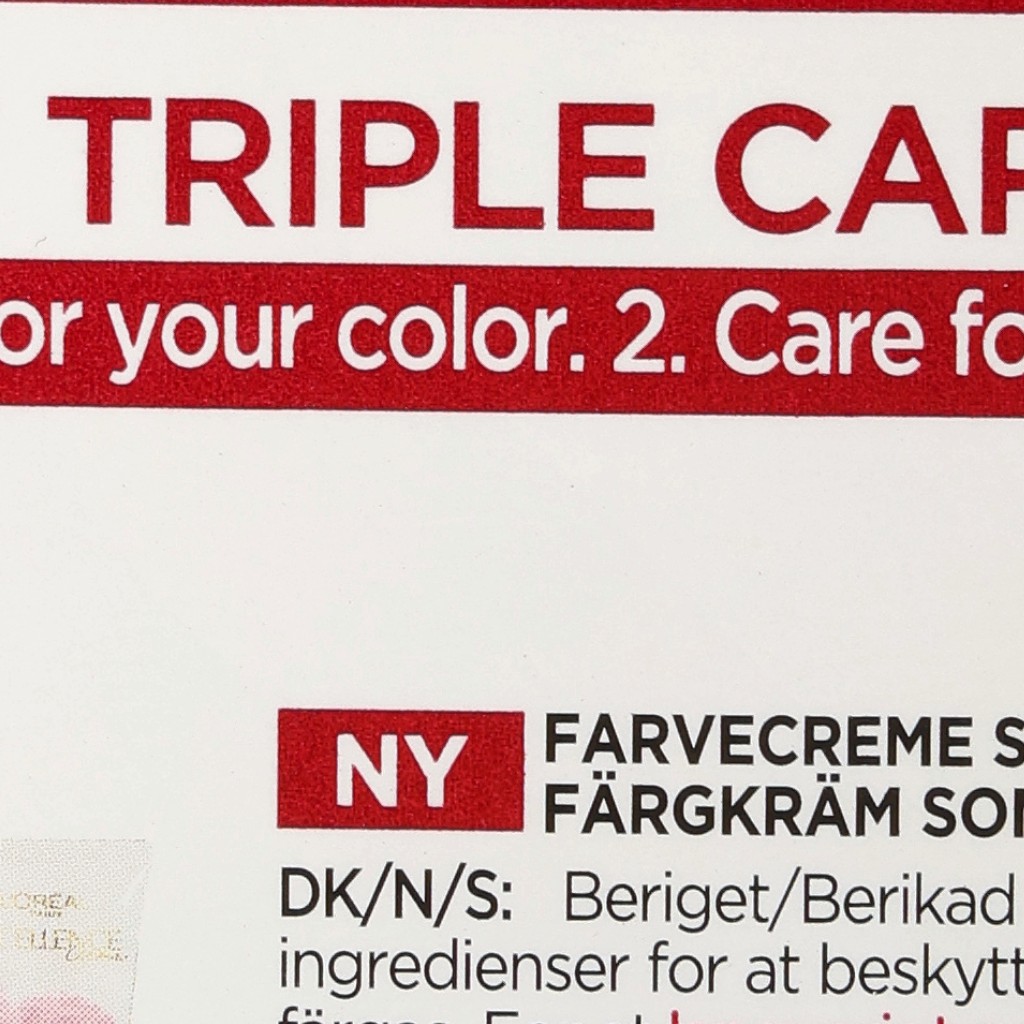 TRIPLE CAR
or your color. 2. Care fo
NY
FARVECREME S
FÄRGKRÄM SO
DK/N/S: Beriget/Berikad
ingredienser for at beskytt